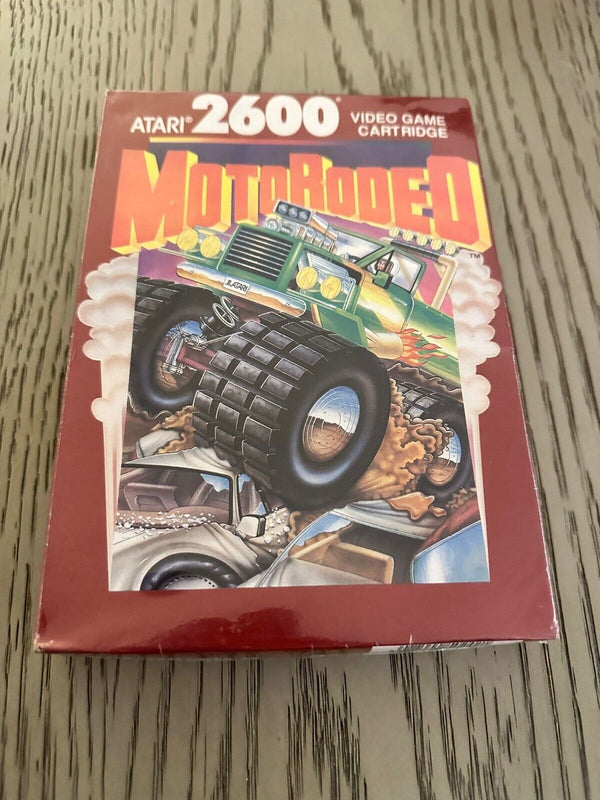 ATARI® 2600® VIDEO GAME
CARTRIDGE
MOTORODEO
™
ATARI